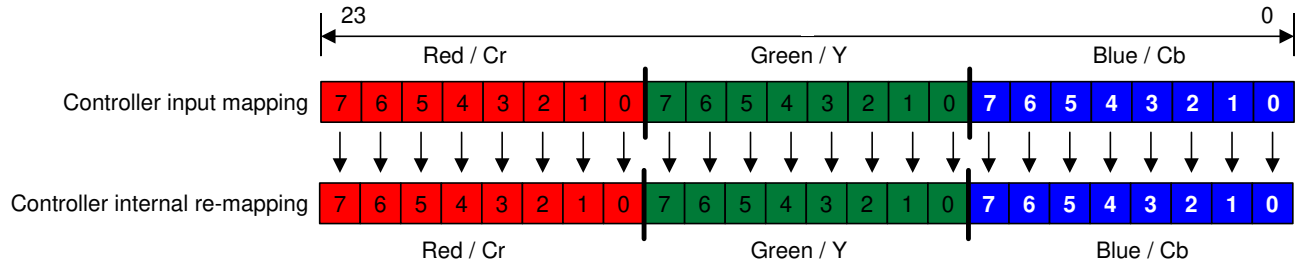 23 0
Red / Cr Green / Y Blue / Cb
Controller input mapping 7 6 5 4 3 2 1 0 7 6 5 4 3 2 1 0 7 6 5 4 3 2 1 0
Controller internal re-mapping 7 6 5 4 3 2 1 0 7 6 5 4 3 2 1 0 7 6 5 4 3 2 1 0
Red / Cr Green / Y Blue / Cb